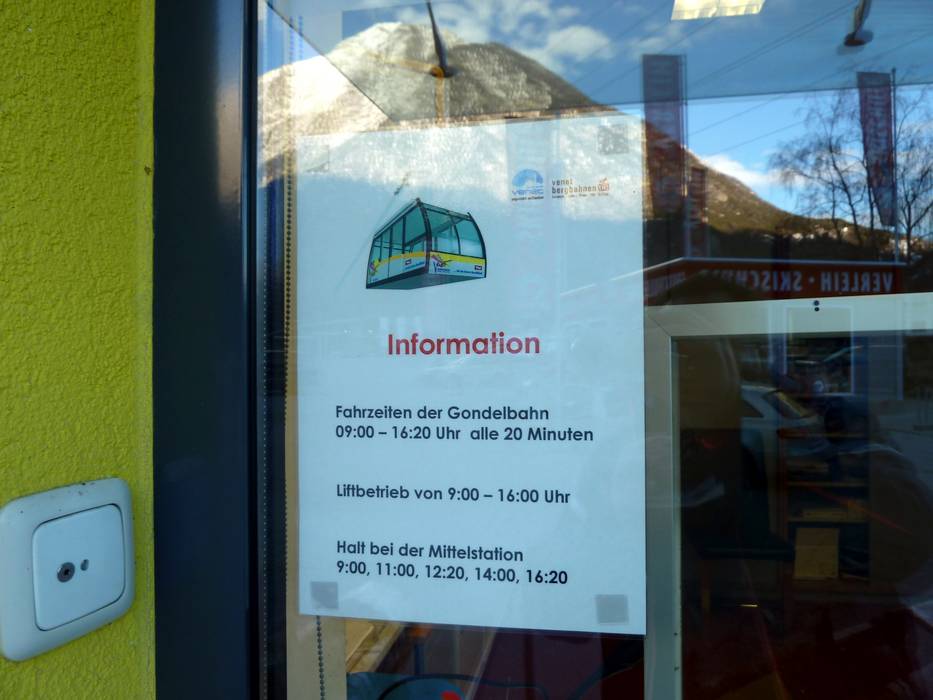 venet
venet
bergbahnen
Information
Fahrzeiten der Gondelbahn
09:00 – 16:20 Uhr alle 20 Minuten
Liftbetrieb von 9:00 – 16:00 Uhr
Halt bei der Mittelstation
9:00, 11:00, 12:20, 14:00, 16:20
VERLEIH · SKISCHU